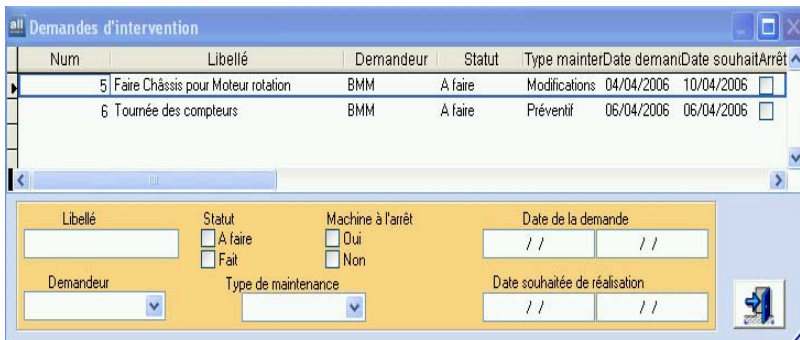 all Demandes d'intervention
Num Libellé Demandeur Statut Type mainter Date deman Date souhait Arrêt
5 Faire Châssis pour Moteur rotation BMM A faire Modifications 04/04/2006 10/04/2006
6 Tournée des compteurs BMM A faire Préventif 06/04/2006 06/04/2006
Libellé Statut Machine à l'arrêt Date de la demande
A faire Oui / / / /
Fait Non
Demandeur Type de maintenance Date souhaitée de réalisation
/ / / /